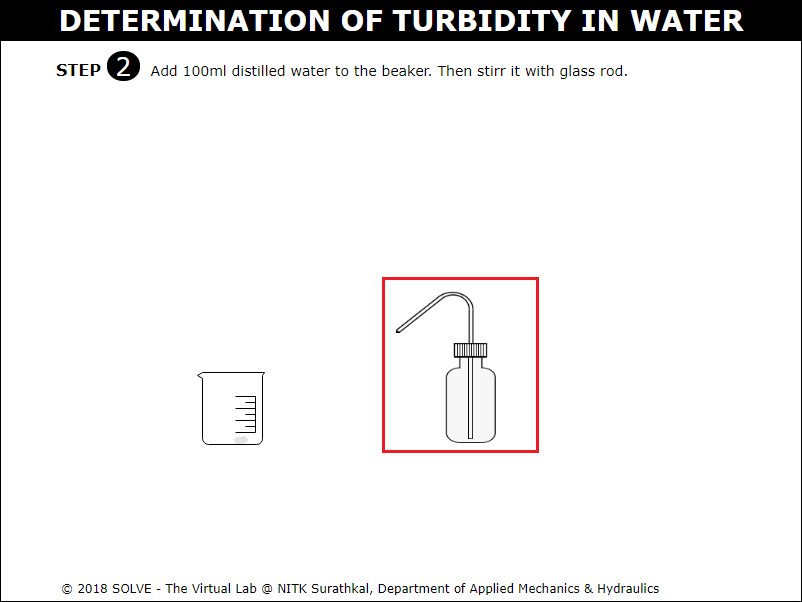 DETERMINATION OF TURBIDITY IN WATER
STEP 2 Add 100ml distilled water to the beaker. Then stirr it with glass rod.
© 2018 SOLVE - The Virtual Lab @ NITK Surathkal, Department of Applied Mechanics & Hydraulics